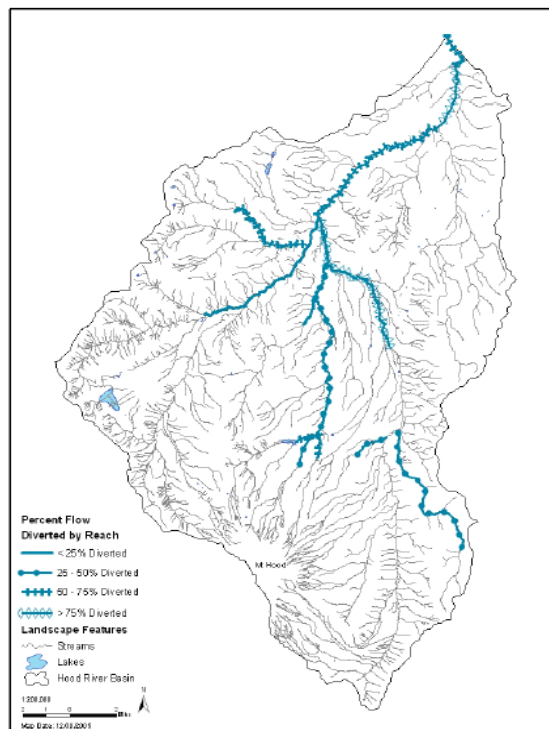 Mt Hood
Percent Flow
Diverted by Reach
<25% Diverted
25 - 50% Diverted
50 - 75% Diverted
>75% Diverted
Landscape Features
Streams
Lakes
Hood River Basin
N
Miles